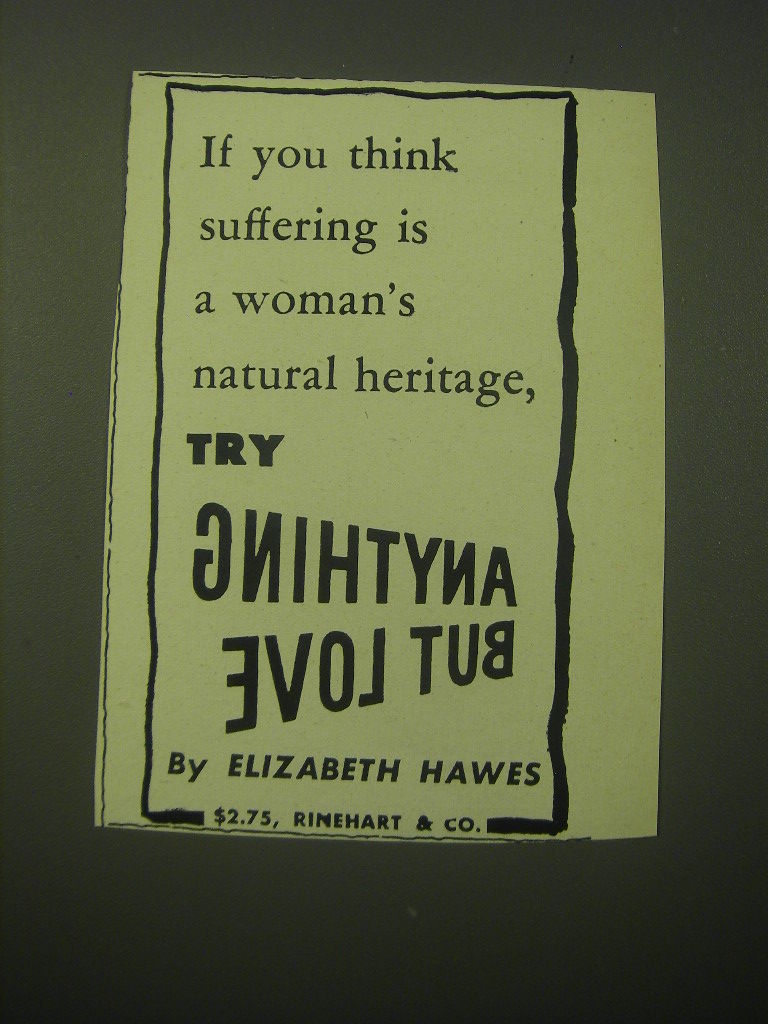 If you think
suffering is
a woman's
natural heritage,
TRY
ANYTHING
BUT LOVE
By ELIZABETH HAWES
$2.75, RINEHART & CO.